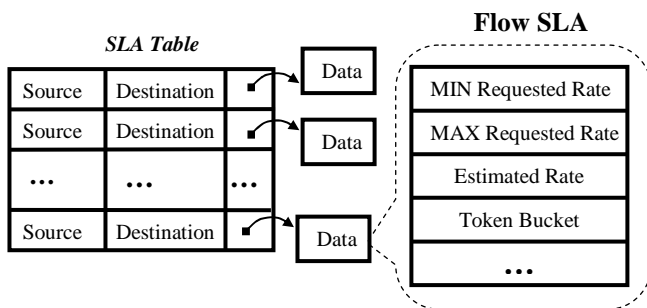 Flow SLA
SLA Table
Source Destination
Data
Source Destination
Data
... ... ...
Source Destination
Data
MIN Requested Rate
MAX Requested Rate
Estimated Rate
Token Bucket
...